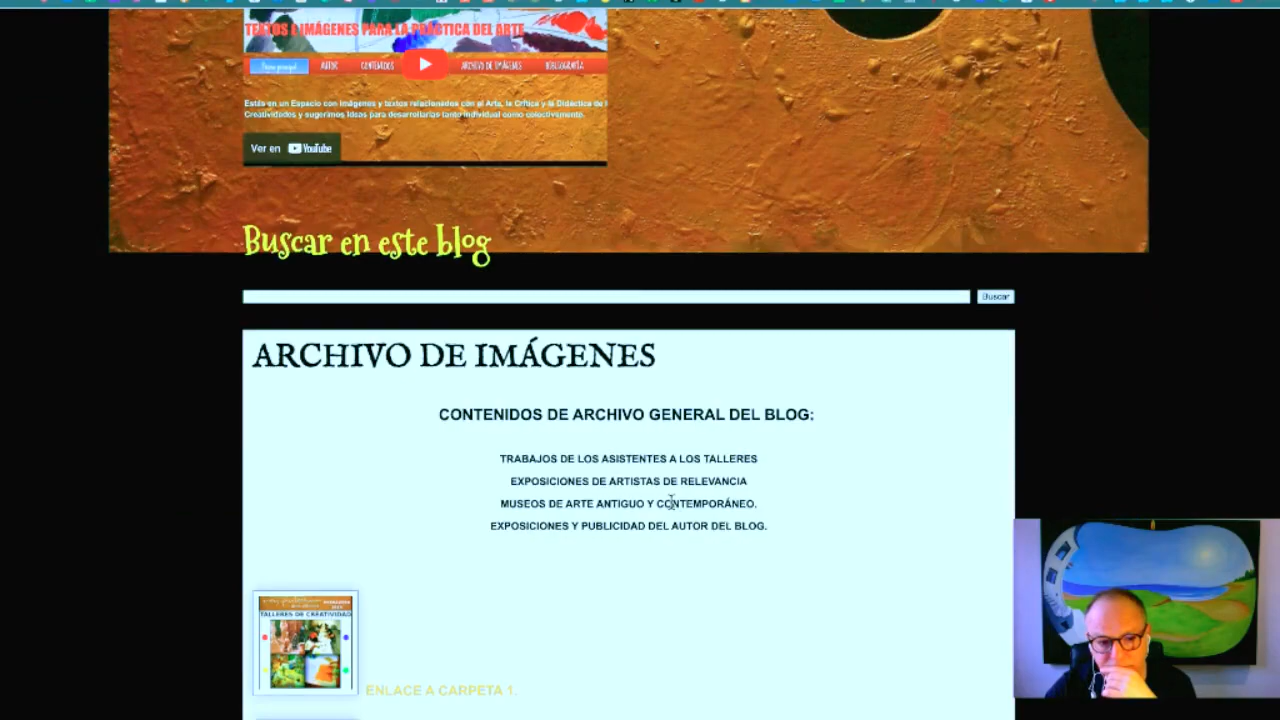 TEXTOS E IMÁGENES PARA LA PRÁCTICA DEL ARTE
Página principal AUTOR CONTENIDOS ARCHIVO DE IMÁGENES BIBLIOGRAFÍA
Estás en un Espacio con imágenes y textos relacionados con el Arte, la Crítica y la Didáctica de
Creatividades y sugerimos ideas para desarrollarlas tanto individual como colectivamente.
Ver en YouTube
Buscar en este blog
Buscar
ARCHIVO DE IMÁGENES
CONTENIDOS DE ARCHIVO GENERAL DEL BLOG:
TRABAJOS DE LOS ASISTENTES A LOS TALLERES
EXPOSICIONES DE ARTISTAS DE RELEVANCIA
MUSEOS DE ARTE ANTIGUO Y CONTEMPORÁNEO.
EXPOSICIONES Y PUBLICIDAD DEL AUTOR DEL BLOG.
TALLERES DE CREATIVIDAD
ENLACE A CARPETA 1.